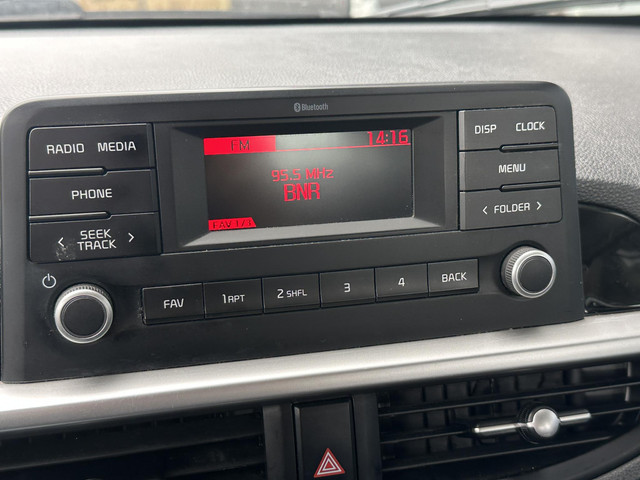 Bluetooth
RADIO MEDIA
PHONE
< SEEK TRACK >
FM 14:16
95.5 MHz
BNR
FAV 1/3
DISP CLOCK
MENU
< FOLDER >
FAV 1 RPT 2 SHFL 3 4 BACK